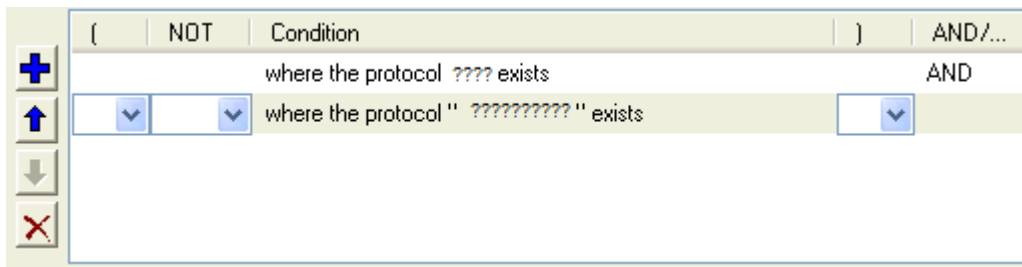 ( NOT Condition ) AND/...
where the protocol ???? exists AND
where the protocol " ?????????? " exists